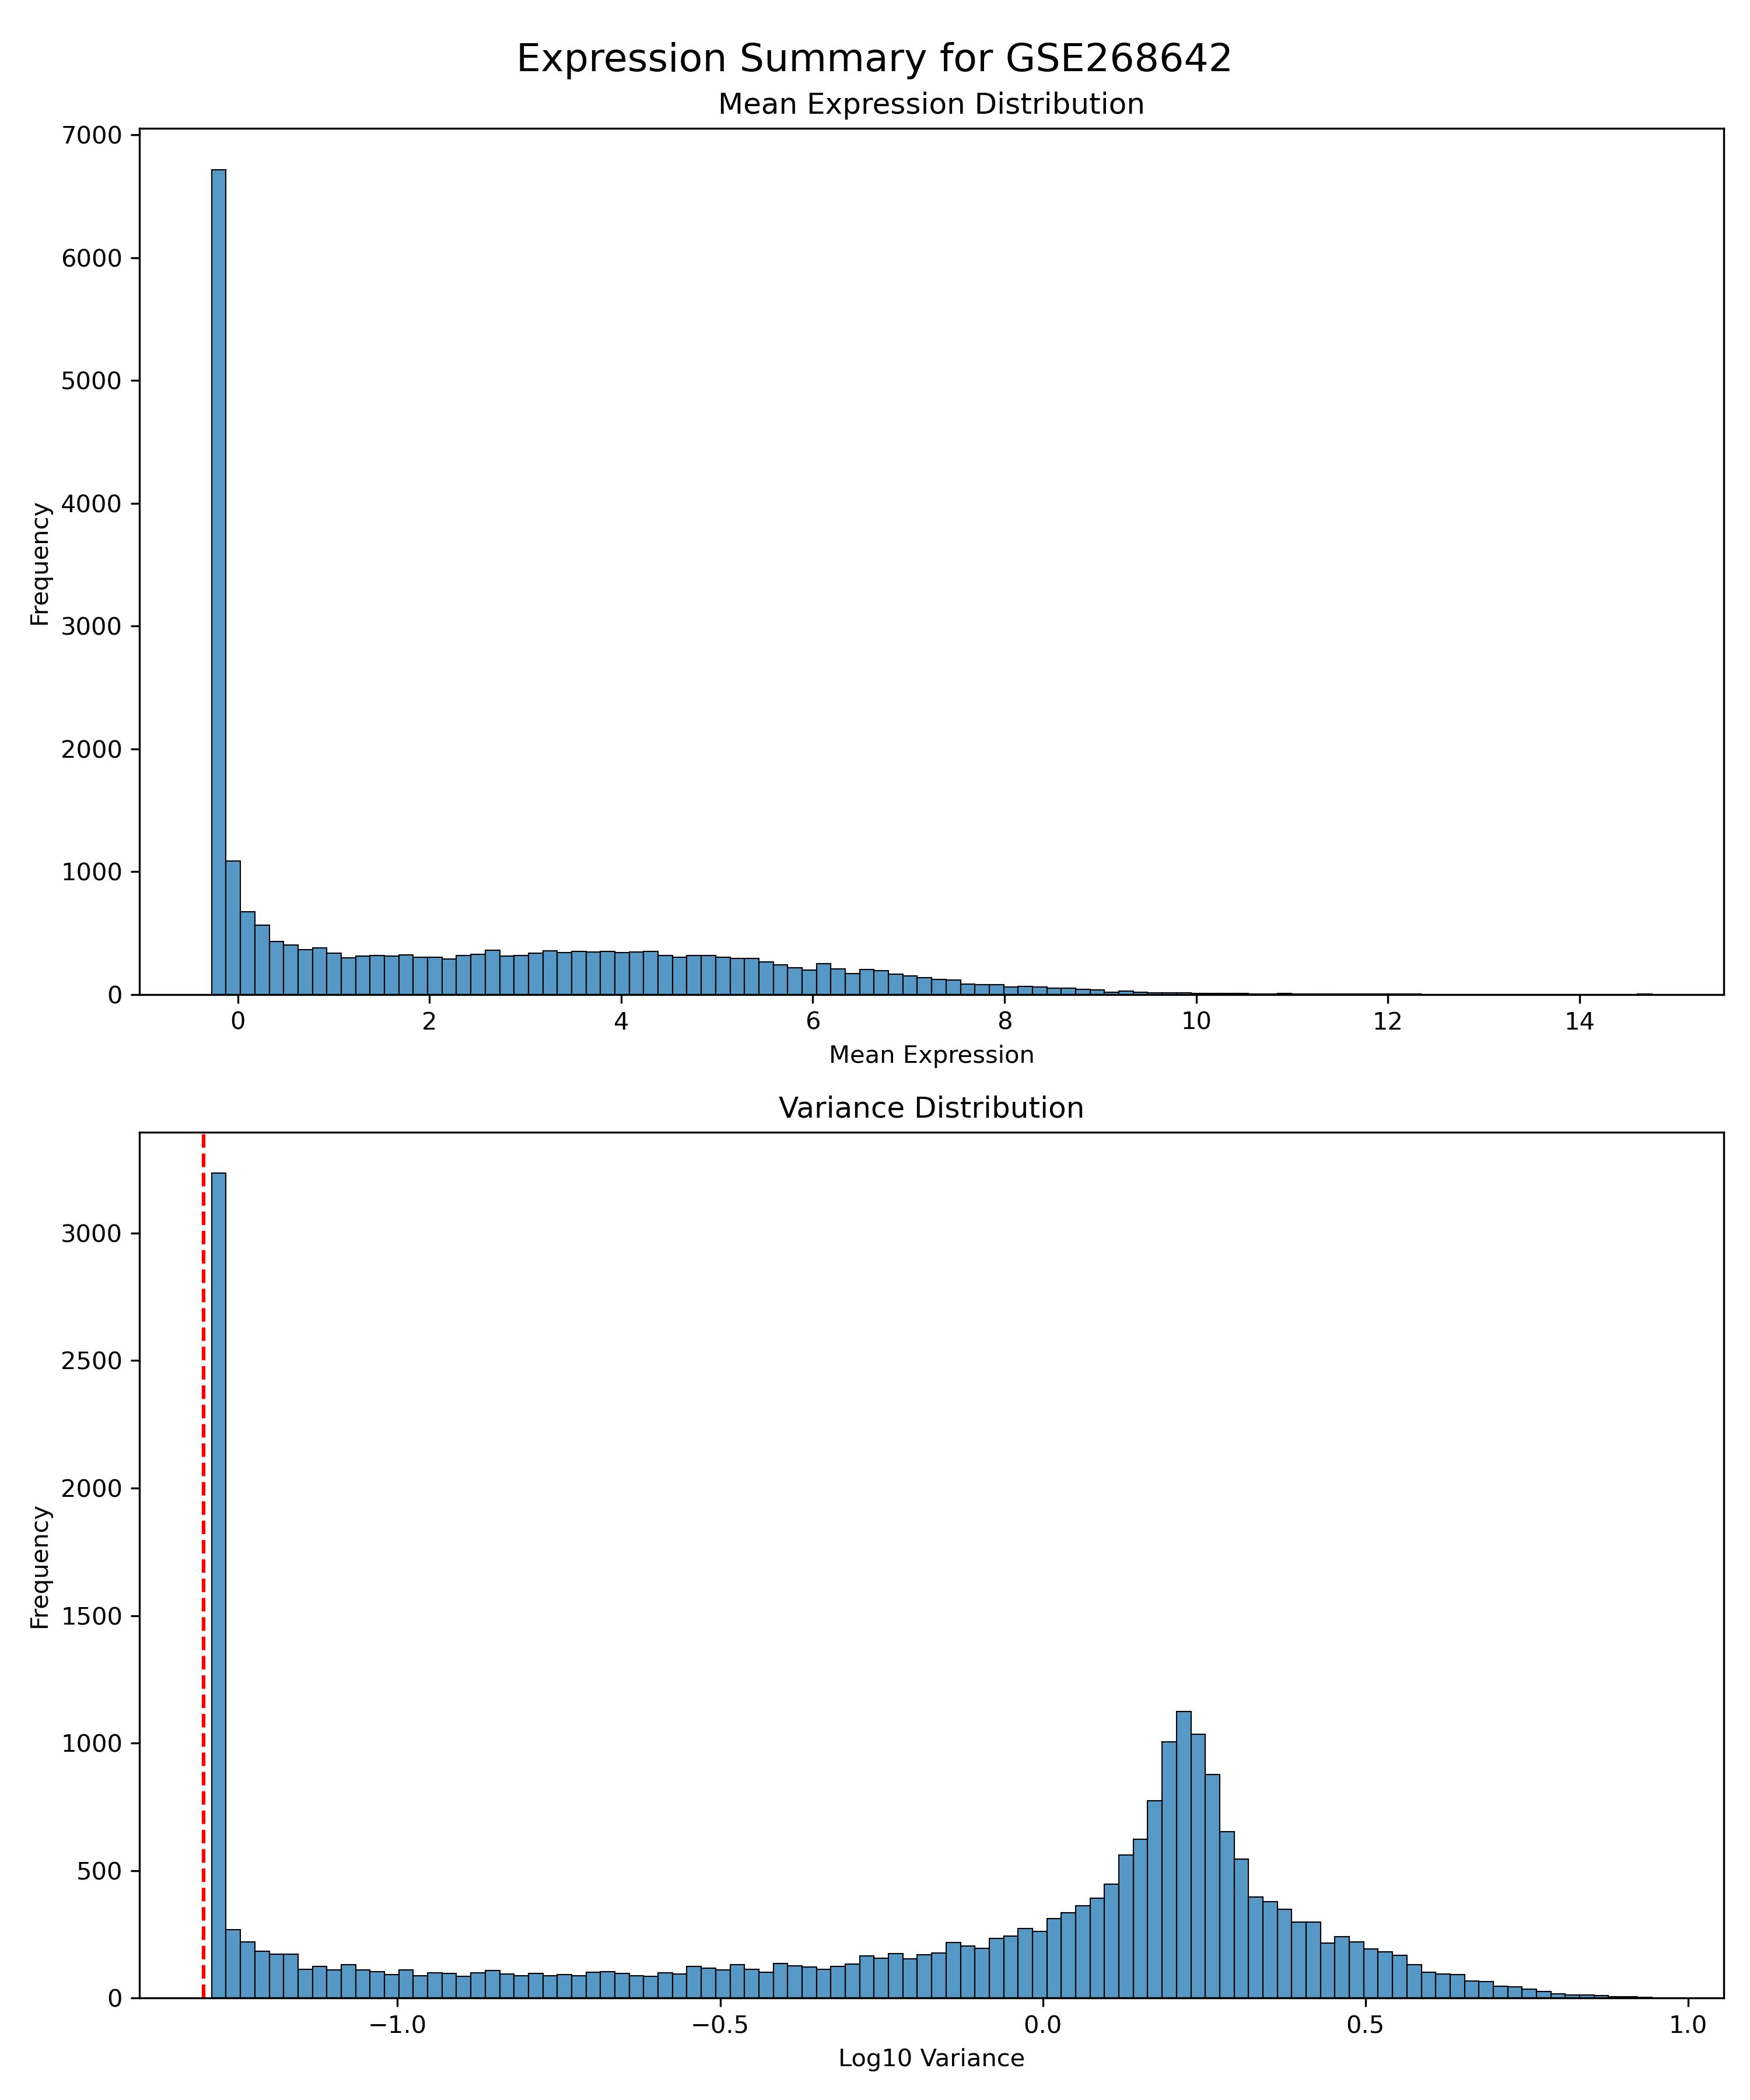 Expression Summary for GSE268642
Mean Expression Distribution
7000
6000
5000
4000
3000
2000
1000
0
Frequency
0 2 4 6 8 10 12 14
Mean Expression
Variance Distribution
3000
2500
2000
1500
1000
500
0
Frequency
−1.0 −0.5 0.0 0.5 1.0
Log10 Variance